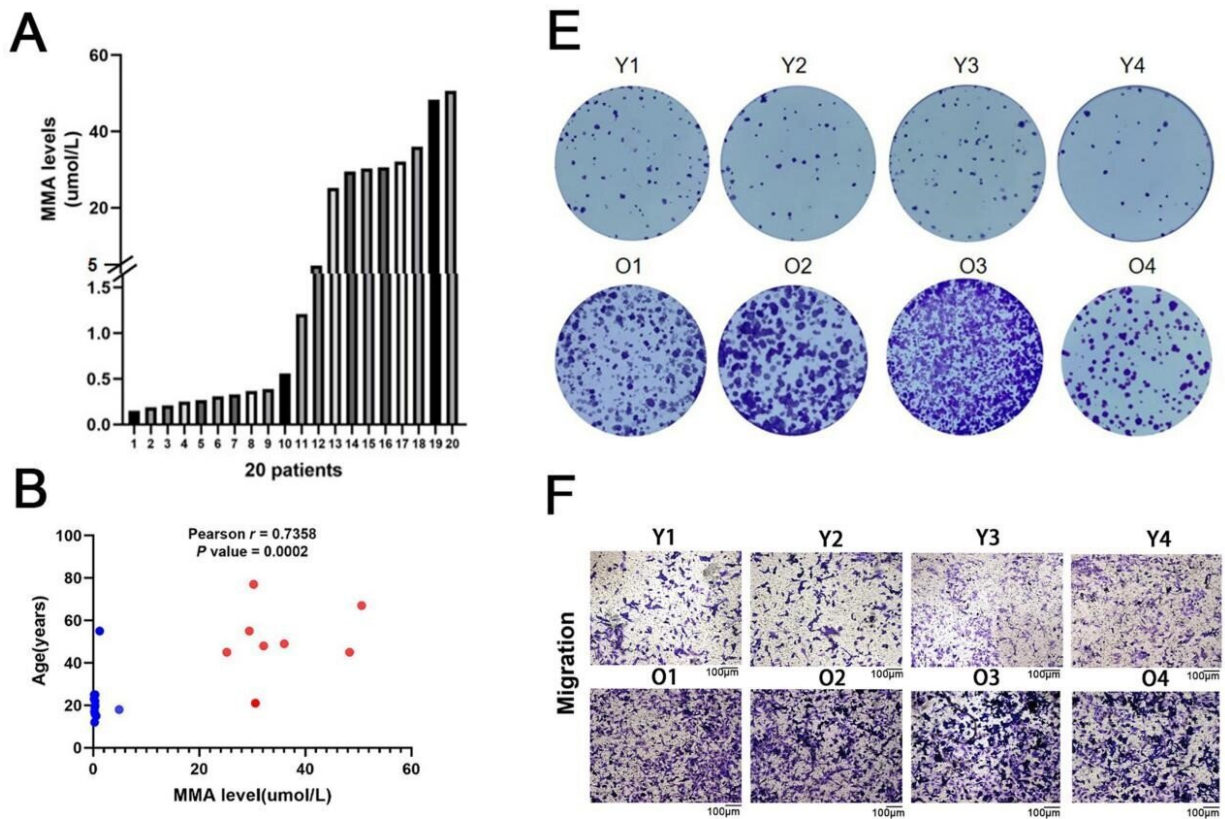 A
MMA levels
(umol/L)
60
40
20
5
1.5
1.0
0.5
0.0
1 2 3 4 5 6 7 8 9 10 11 12 13 14 15 16 17 18 19 20
20 patients
B
Pearson r = 0.7358
P value = 0.0002
Age(years)
100
80
60
40
20
0
0 20 40 60
MMA level(umol/L)
E
Y1 Y2 Y3 Y4
O1 O2 O3 O4
F
Migration
Y1 Y2 Y3 Y4
100μm 100μm 100μm 100μm
O1 O2 O3 O4
100μm 100μm 100μm 100μm